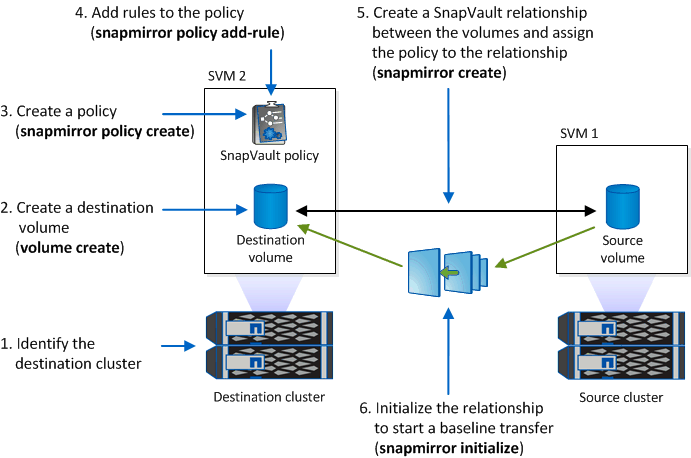 4. Add rules to the policy
(snapmirror policy add-rule)
5. Create a SnapVault relationship
between the volumes and assign
the policy to the relationship
(snapmirror create)
SVM 2
3. Create a policy
(snapmirror policy create)
SnapVault policy
SVM 1
2. Create a destination
volume
(volume create)
Destination
volume
Source
volume
1. Identify the
destination cluster
Destination cluster
Source cluster
6. Initialize the relationship
to start a baseline transfer
(snapmirror initialize)